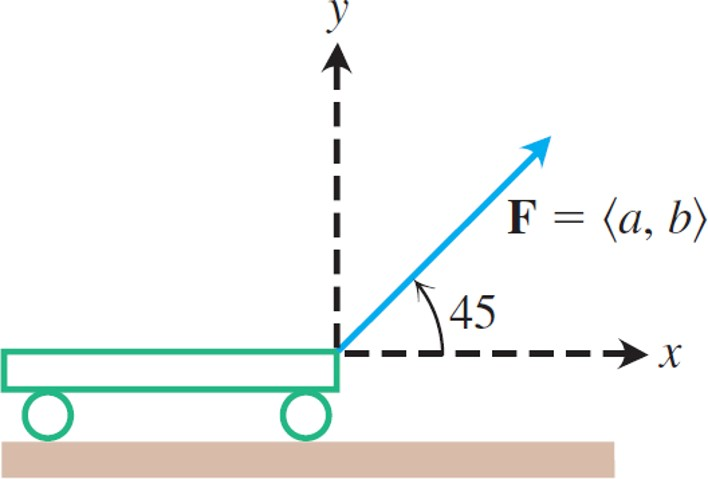 y
F = ⟨a, b⟩
45
x